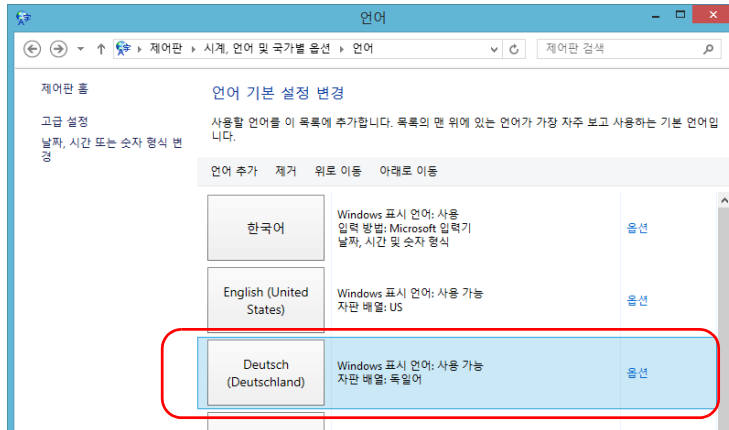 언어
제어판 ▸ 시계, 언어 및 국가별 옵션 ▸ 언어
제어판 검색
제어판 홈
고급 설정
날짜, 시간 또는 숫자 형식 변
경
언어 기본 설정 변경
사용할 언어를 이 목록에 추가합니다. 목록의 맨 위에 있는 언어가 가장 자주 보고 사용하는 기본 언어입
니다.
언어 추가 제거 위로 이동 아래로 이동
한국어
Windows 표시 언어: 사용
입력 방법: Microsoft 입력기
날짜, 시간 및 숫자 형식
옵션
English (United
States)
Windows 표시 언어: 사용 가능
자판 배열: US
옵션
Deutsch
(Deutschland)
Windows 표시 언어: 사용 가능
자판 배열: 독일어
옵션